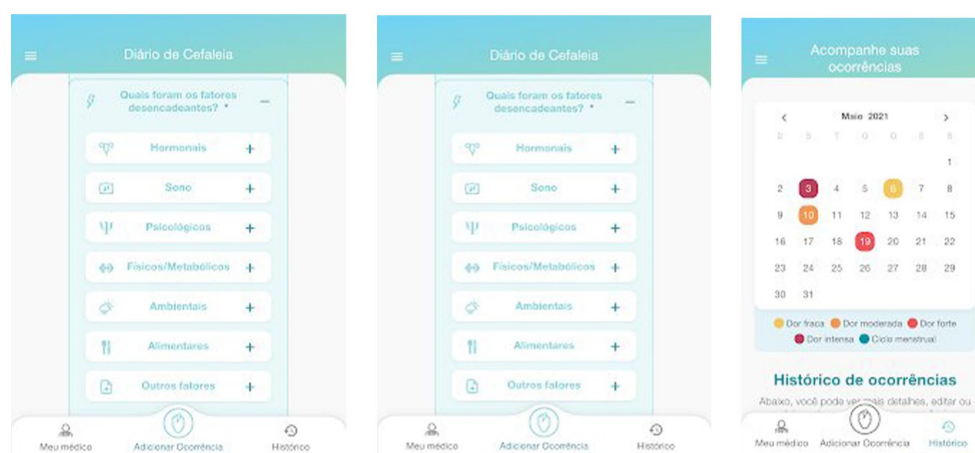 Diário de Cefaleia
Quais foram os fatores
desencadeantes? *
Hormonais
Sono
Psicológicos
Físicos/Metabólicos
Ambientais
Alimentares
Outros fatores
Meu médico
Adicionar Ocorrência
Histórico
Diário de Cefaleia
Quais foram os fatores
desencadeantes? *
Hormonais
Sono
Psicológicos
Físicos/Metabólicos
Ambientais
Alimentares
Outros fatores
Meu médico
Adicionar Ocorrência
Histórico
Acompanhe suas
ocorrências
Maio 2021
D S T Q Q S S
1
2 3 4 5 6 7 8
9 10 11 12 13 14 15
16 17 18 19 20 21 22
23 24 25 26 27 28 29
30 31
Dor fraca Dor moderada Dor forte
Dor intensa Ciclo menstrual
Histórico de ocorrências
Abaixo, você pode ver mais detalhes, editar ou
Meu médico
Adicionar Ocorrência
Histórico